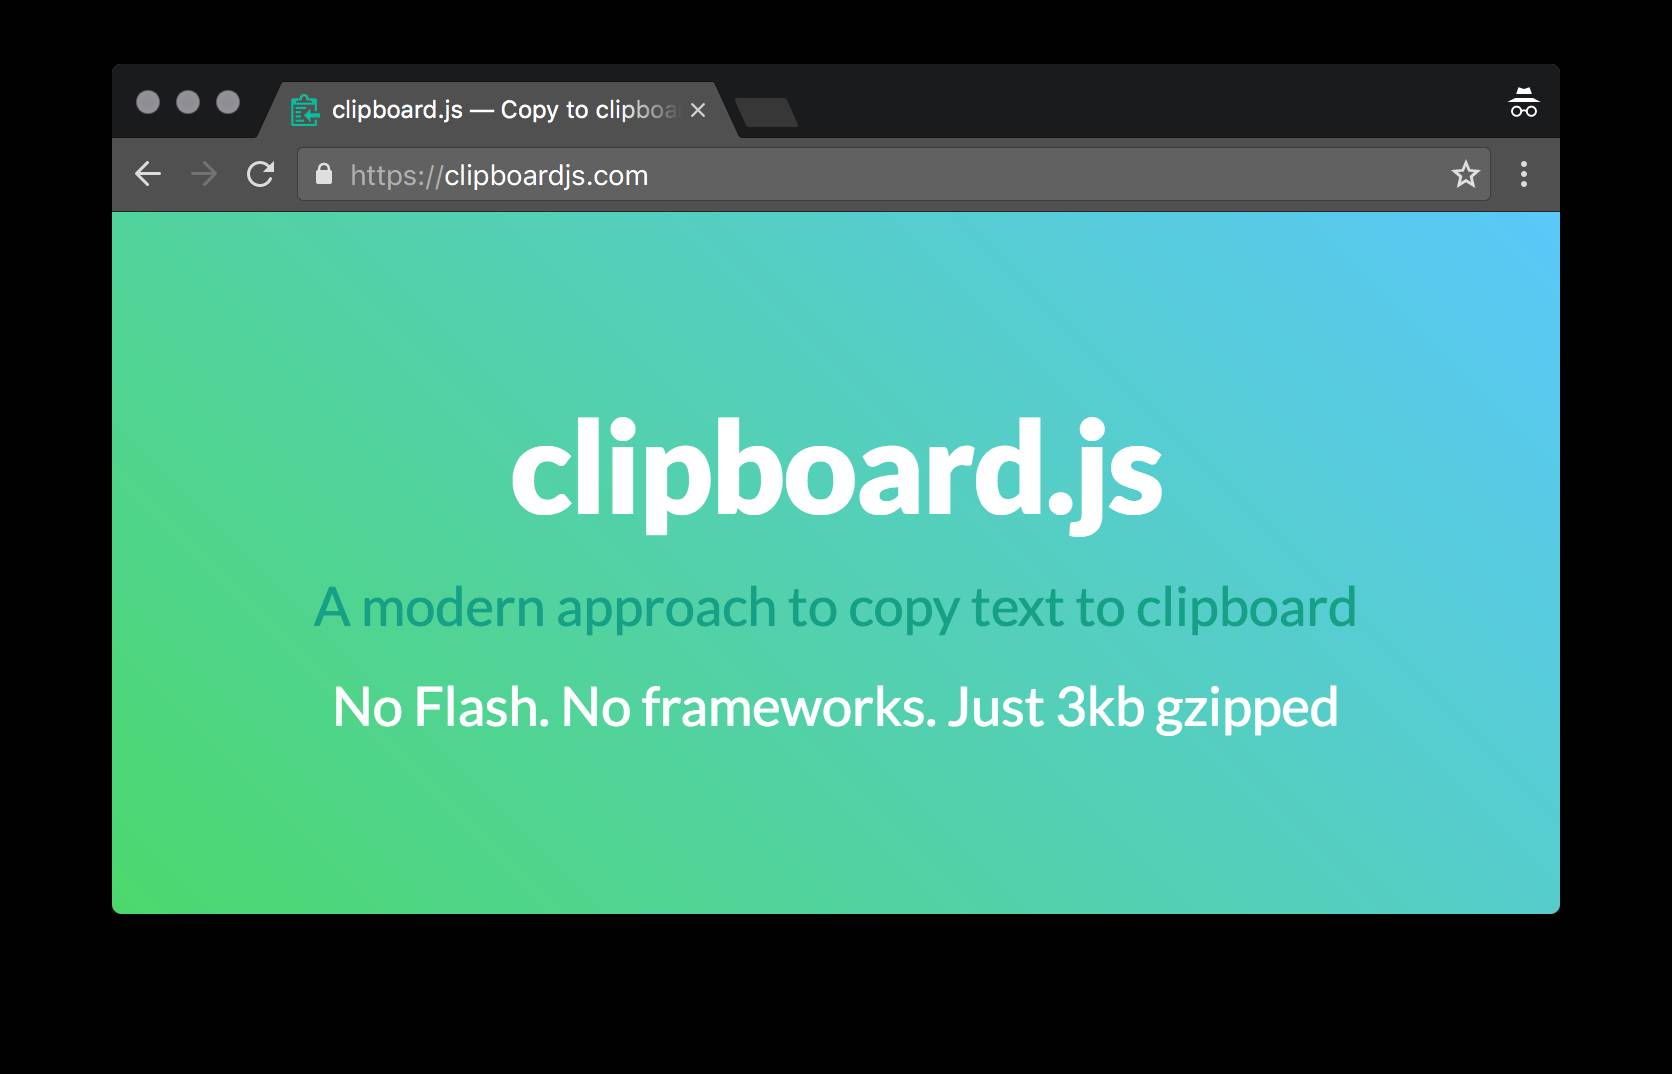 clipboard.js — Copy to clipboa
https://clipboardjs.com
clipboard.js
A modern approach to copy text to clipboard
No Flash. No frameworks. Just 3kb gzipped